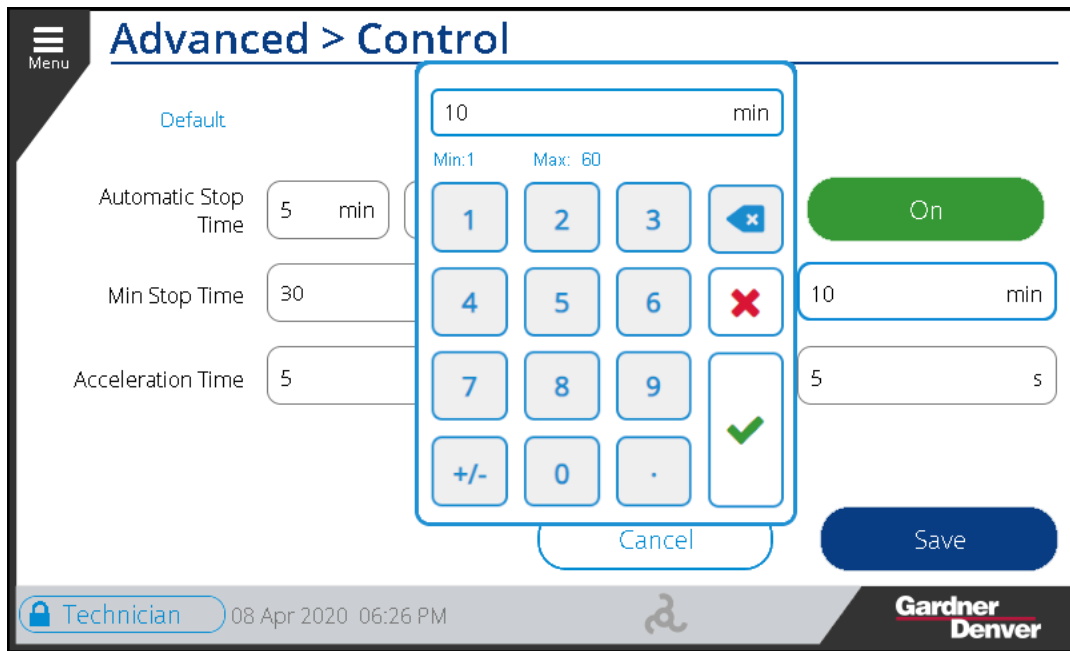 Menu
Advanced > Control
Default
10 min
Min:1 Max: 60
Automatic Stop
Time
5 min
On
Min Stop Time
30
10 min
Acceleration Time
5
5 s
1 2 3
4 5 6
7 8 9
+/- 0 .
Cancel
Save
Technician
08 Apr 2020 06:26 PM
Gardner
Denver